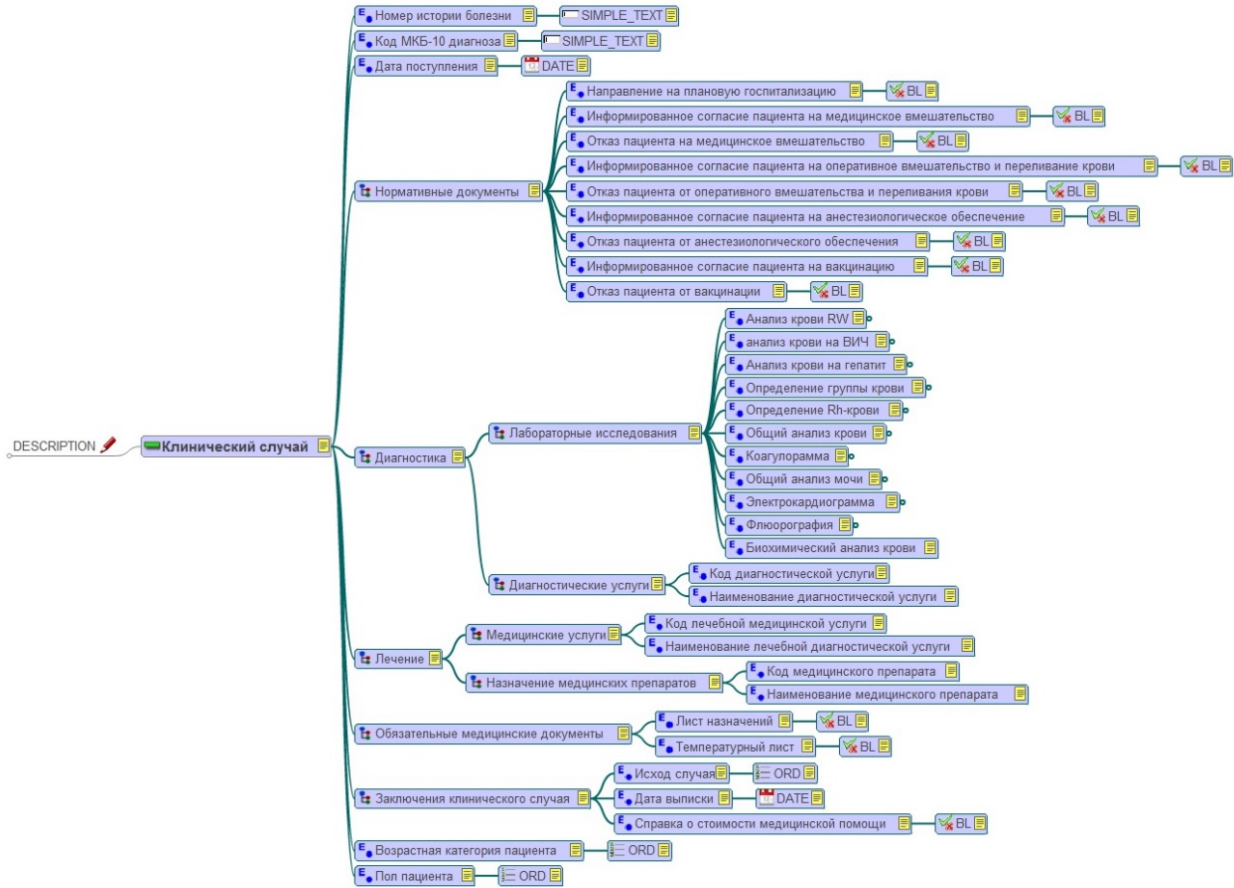 Номер истории болезни SIMPLE_TEXT
Код МКБ-10 диагноза SIMPLE_TEXT
Дата поступления DATE
Направление на плановую госпитализацию BL
Информированное согласие пациента на медицинское вмешательство BL
Отказ пациента на медицинское вмешательство BL
Информированное согласие пациента на оперативное вмешательство и переливание крови BL
Нормативные документы
Отказ пациента от оперативного вмешательства и переливания крови BL
Информированное согласие пациента на анестезиологическое обеспечение BL
Отказ пациента от анестезиологического обеспечения BL
Информированное согласие пациента на вакцинацию BL
Отказ пациента от вакцинации BL
DESCRIPTION
Клинический случай
Диагностика
Лабораторные исследования
Анализ крови RW
анализ крови на ВИЧ
Анализ крови на гепатит
Определение группы крови
Определение Rh-крови
Общий анализ крови
Коагулорамма
Общий анализ мочи
Электрокардиограмма
Флюорография
Биохимический анализ крови
Диагностические услуги
Код диагностической услуги
Наименование диагностической услуги
Лечение
Медицинские услуги
Код лечебной медицинской услуги
Наименование лечебной диагностической услуги
Назначение медцинских препаратов
Код медицинского препарата
Наименование медицинского препарата
Обязательные медицинские документы
Лист назначений BL
Температурный лист BL
Заключения клинического случая
Исход случая ORD
Дата выписки DATE
Справка о стоимости медицинской помощи BL
Возрастная категория пациента ORD
Пол пациента ORD